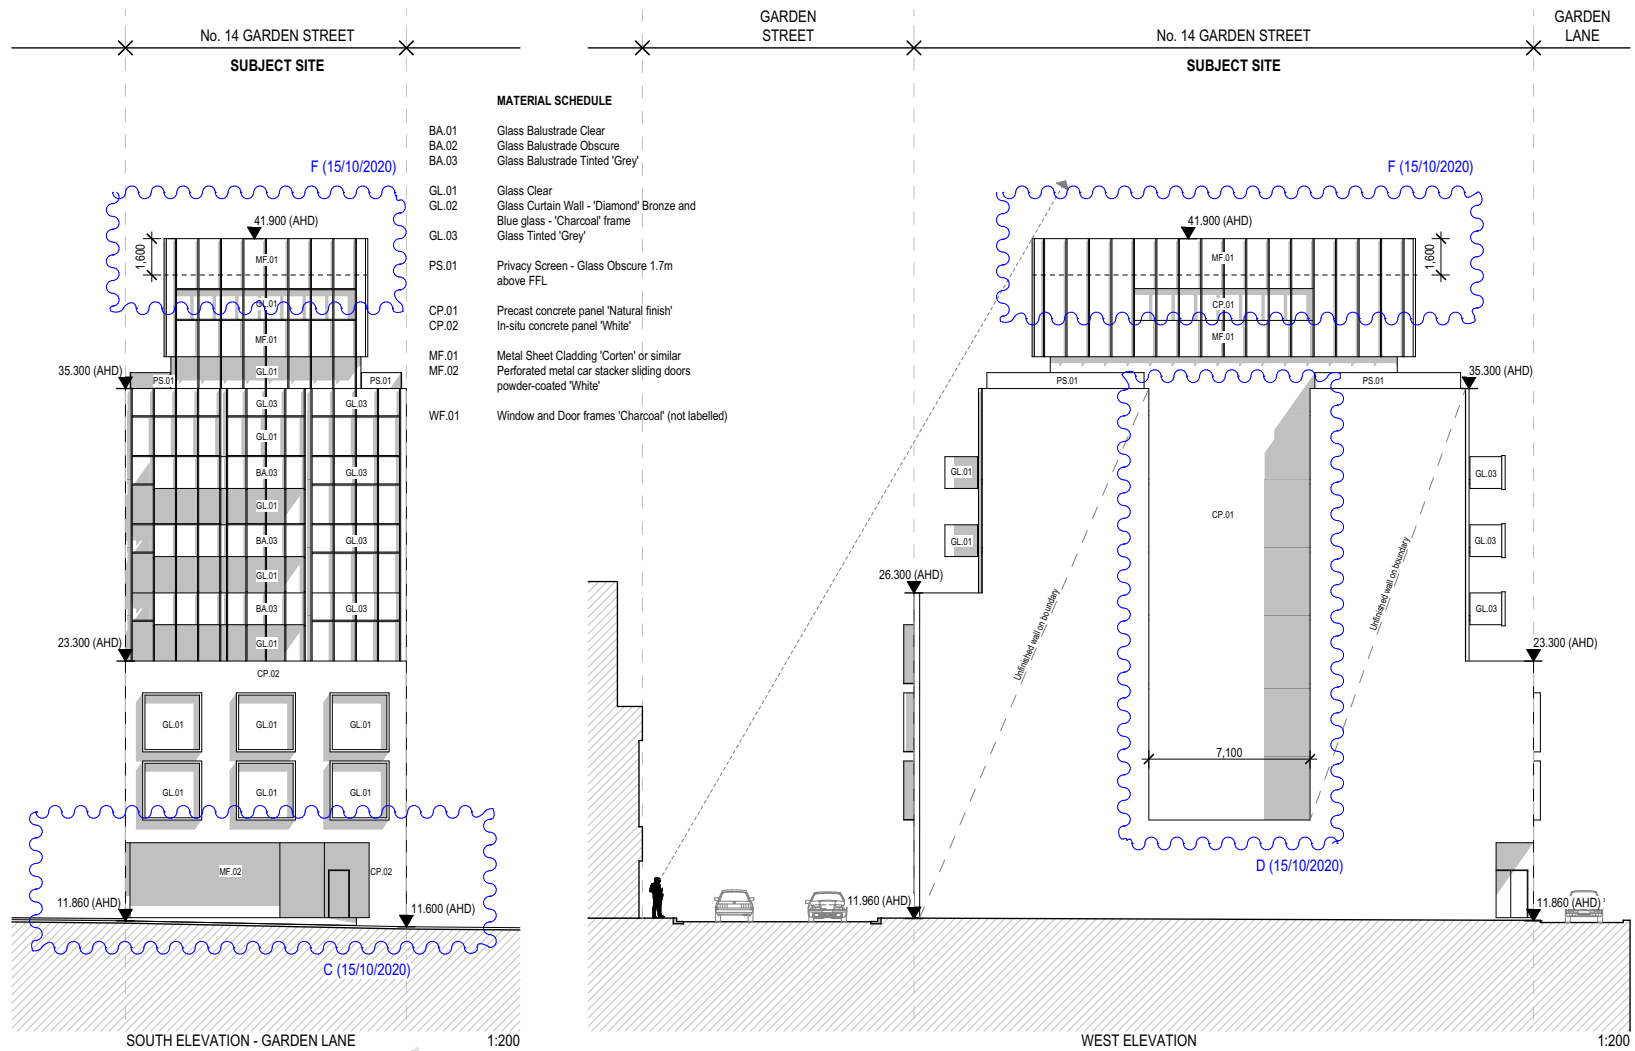 No. 14 GARDEN STREET
SUBJECT SITE
GARDEN
STREET
No. 14 GARDEN STREET
SUBJECT SITE
GARDEN
LANE
MATERIAL SCHEDULE
BA.01 Glass Balustrade Clear
BA.02 Glass Balustrade Obscure
BA.03 Glass Balustrade Tinted 'Grey'
GL.01 Glass Clear
GL.02 Glass Curtain Wall - 'Diamond' Bronze and
Blue glass - 'Charcoal' frame
GL.03 Glass Tinted 'Grey'
PS.01 Privacy Screen - Glass Obscure 1.7m
above FFL
CP.01 Precast concrete panel 'Natural finish'
CP.02 In-situ concrete panel 'White'
MF.01 Metal Sheet Cladding 'Corten' or similar
MF.02 Perforated metal car stacker sliding doors
powder-coated 'White'
WF.01 Window and Door frames 'Charcoal' (not labelled)
F (15/10/2020)
41.900 (AHD)
1,600
MF.01
GL.01
MF.01
GL.01
35.300 (AHD)
PS.01
PS.01
GL.03
GL.03
GL.01
BA.03
GL.03
GL.01
BA.03
GL.03
GL.01
BA.03
GL.03
GL.01
23.300 (AHD)
CP.02
GL.01
GL.01
GL.01
GL.01
GL.01
GL.01
MF.02
CP.02
11.860 (AHD)
11.600 (AHD)
C (15/10/2020)
SOUTH ELEVATION - GARDEN LANE
1:200
F (15/10/2020)
41.900 (AHD)
1,600
MF.01
CP.01
MF.01
PS.01
PS.01
35.300 (AHD)
GL.01
GL.03
CP.01
GL.01
GL.03
26.300 (AHD)
Unfinished wall on boundary
Unfinished wall on boundary
GL.03
23.300 (AHD)
7,100
D (15/10/2020)
11.960 (AHD)
11.860 (AHD)
WEST ELEVATION
1:200